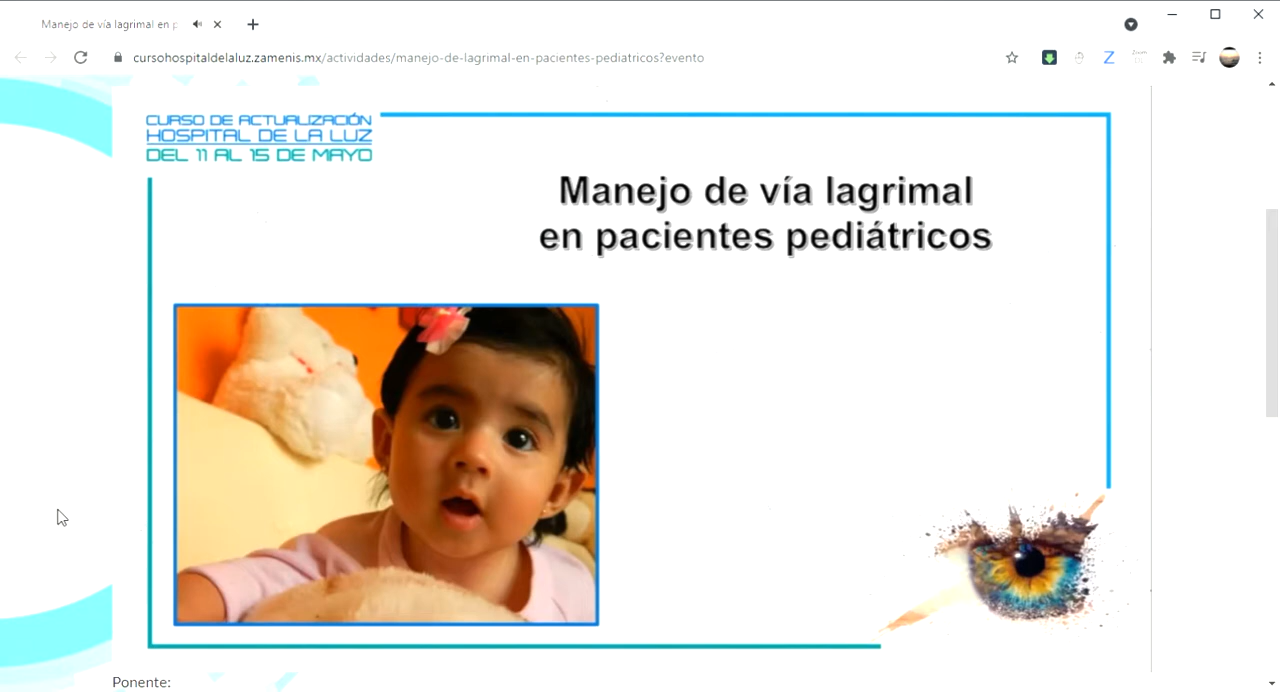 Manejo de vía lagrimal en p
cursohospitaldelaluz.zamenis.mx/actividades/manejo-de-lagrimal-en-pacientes-pediatricos?evento
CURSO DE ACTUALIZACIÓN
HOSPITAL DE LA LUZ
DEL 11 AL 15 DE MAYO
Manejo de vía lagrimal
en pacientes pediátricos
Ponente: